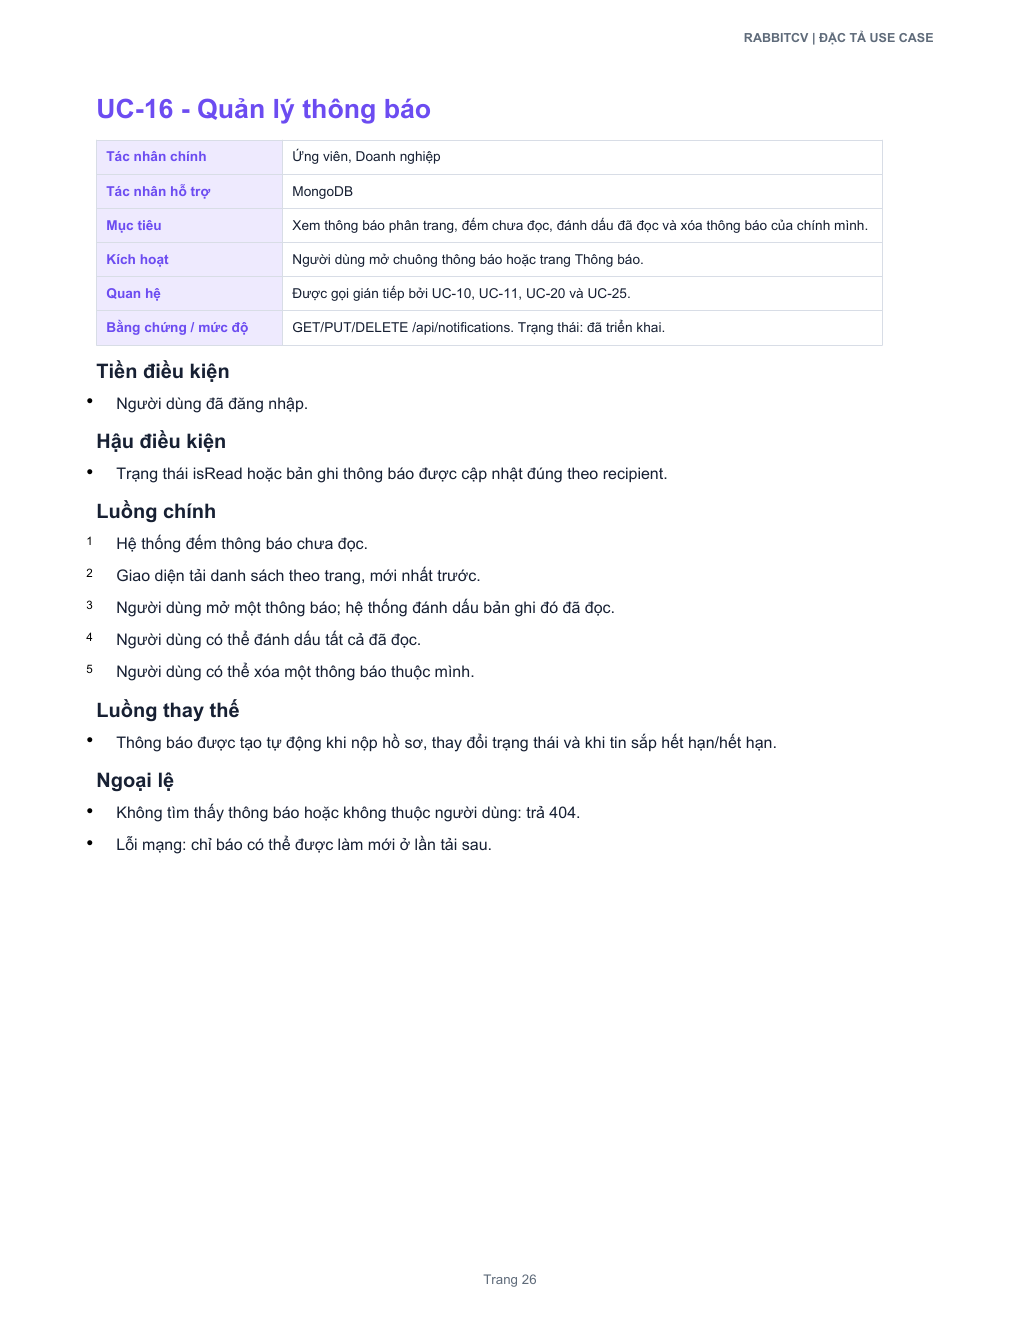 RABBITCV | ĐẶC TẢ USE CASE
UC-16 - Quản lý thông báo
Tác nhân chính Ứng viên, Doanh nghiệp
Tác nhân hỗ trợ MongoDB
Mục tiêu Xem thông báo phân trang, đếm chưa đọc, đánh dấu đã đọc và xóa thông báo của chính mình.
Kích hoạt Người dùng mở chuông thông báo hoặc trang Thông báo.
Quan hệ Được gọi gián tiếp bởi UC-10, UC-11, UC-20 và UC-25.
Bằng chứng / mức độ GET/PUT/DELETE /api/notifications. Trạng thái: đã triển khai.
Tiền điều kiện
• Người dùng đã đăng nhập.
Hậu điều kiện
• Trạng thái isRead hoặc bản ghi thông báo được cập nhật đúng theo recipient.
Luồng chính
1 Hệ thống đếm thông báo chưa đọc.
2 Giao diện tải danh sách theo trang, mới nhất trước.
3 Người dùng mở một thông báo; hệ thống đánh dấu bản ghi đó đã đọc.
4 Người dùng có thể đánh dấu tất cả đã đọc.
5 Người dùng có thể xóa một thông báo thuộc mình.
Luồng thay thế
• Thông báo được tạo tự động khi nộp hồ sơ, thay đổi trạng thái và khi tin sắp hết hạn/hết hạn.
Ngoại lệ
• Không tìm thấy thông báo hoặc không thuộc người dùng: trả 404.
• Lỗi mạng: chỉ báo có thể được làm mới ở lần tải sau.
Trang 26